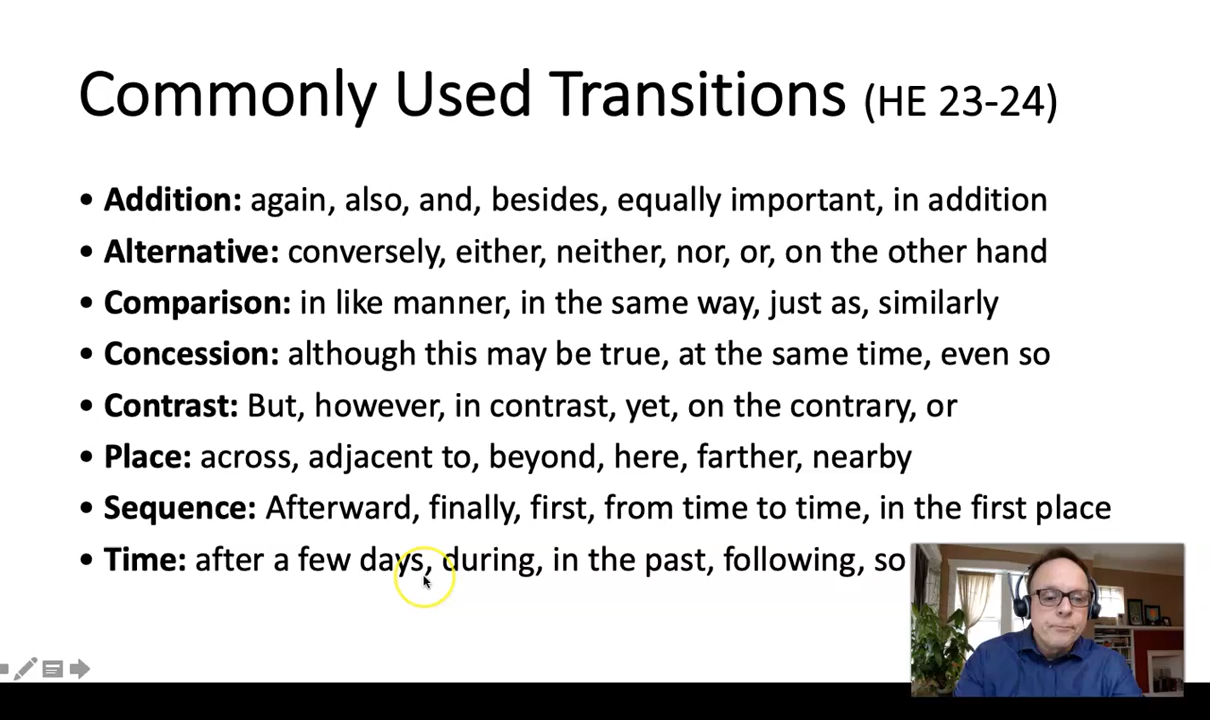 Commonly Used Transitions (HE 23-24)
• Addition: again, also, and, besides, equally important, in addition
• Alternative: conversely, either, neither, nor, or, on the other hand
• Comparison: in like manner, in the same way, just as, similarly
• Concession: although this may be true, at the same time, even so
• Contrast: But, however, in contrast, yet, on the contrary, or
• Place: across, adjacent to, beyond, here, farther, nearby
• Sequence: Afterward, finally, first, from time to time, in the first place
• Time: after a few days, during, in the past, following, so